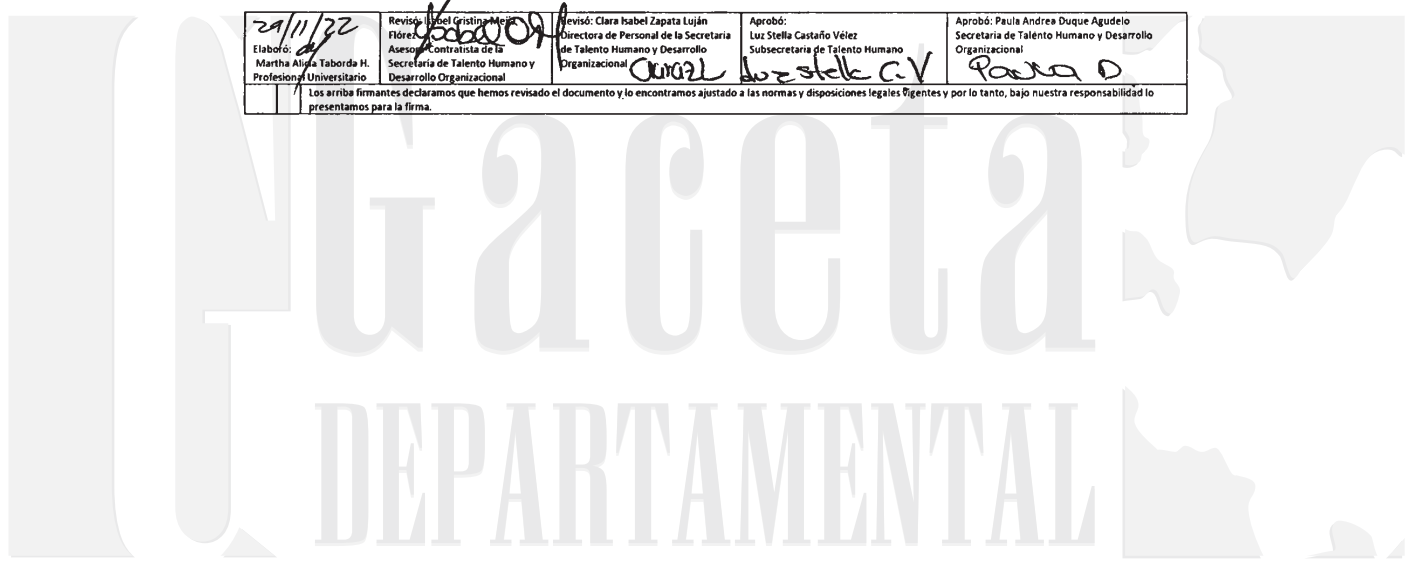 29/11/22
Elaboró:
Martha Alicia Taborda H.
Profesional Universitario
Revisó: Isabel Cristina Mejía
Flórez
Asesora Contratista de la
Secretaría de Talento Humano y
Desarrollo Organizacional
Revisó: Clara Isabel Zapata Luján
Directora de Personal de la Secretaria
de Talento Humano y Desarrollo
Organizacional
ClaraZL
Aprobó:
Luz Stella Castaño Vélez
Subsecretaria de Talento Humano
Luz stella C.V
Aprobó: Paula Andrea Duque Agudelo
Secretaria de Talento Humano y Desarrollo
Organizacional
Paula D
Los arriba firmantes declaramos que hemos revisado el documento y lo encontramos ajustado a las normas y disposiciones legales vigentes y por lo tanto, bajo nuestra responsabilidad lo
presentamos para la firma.
Gaceta
DEPARTAMENTAL